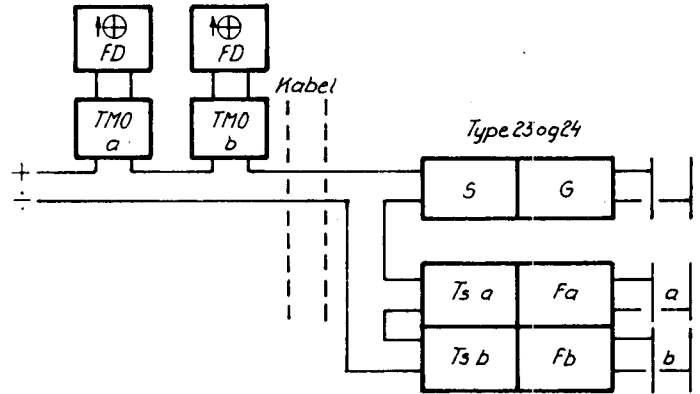 FD
FD
Kabel
TMO
a
TMO
b
Type 23 og 24
+
÷
S
G
Ts a
Fa
a
Ts b
Fb
b